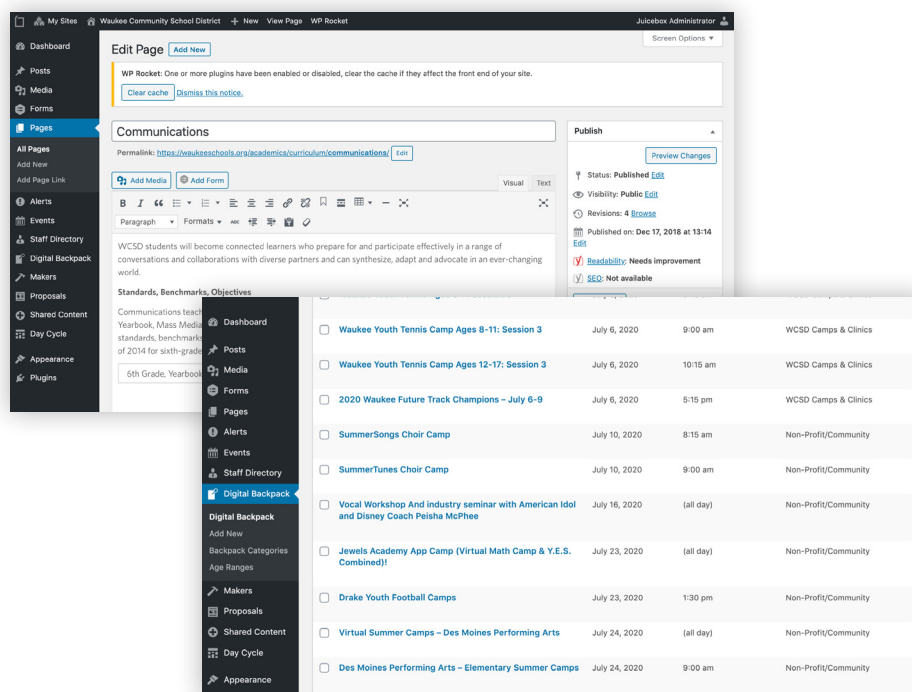 My Sites Waukee Community School District + New View Page WP Rocket Juicebox Administrator
Screen Options ▼
Dashboard
Posts
Media
Forms
Pages
All Pages
Add New
Add Page Link
Alerts
Events
Staff Directory
Digital Backpack
Makers
Proposals
Shared Content
Day Cycle
Appearance
Plugins
Edit Page Add New
WP Rocket: One or more plugins have been enabled or disabled, clear the cache if they affect the front end of your site.
Clear cache Dismiss this notice.
Communications
Permalink: https://waukeeschools.org/academics/curriculum/communications/ Edit
Add Media Add Form Visual Text
Paragraph ▼ Formats ▼ ABC
WCSD students will become connected learners who prepare for and participate effectively in a range of
conversations and collaborations with diverse partners and can synthesize, adapt and advocate in an ever-changing
world.
Standards, Benchmarks, Objectives
Communications teach
Yearbook, Mass Media
standards, benchmarks
of 2014 for sixth-grade
6th Grade, Yearbook
Publish
Preview Changes
Status: Published Edit
Visibility: Public Edit
Revisions: 4 Browse
Published on: Dec 17, 2018 at 13:14
Edit
Readability: Needs improvement
SEO: Not available
Dashboard
Posts
Media
Forms
Pages
Alerts
Events
Staff Directory
Digital Backpack
Digital Backpack
Add New
Backpack Categories
Age Ranges
Makers
Proposals
Shared Content
Day Cycle
Appearance
Waukee Youth Tennis Camp Ages 8-11: Session 3 July 6, 2020 9:00 am WCSD Camps & Clinics
Waukee Youth Tennis Camp Ages 12-17: Session 3 July 6, 2020 10:15 am WCSD Camps & Clinics
2020 Waukee Future Track Champions – July 6-9 July 6, 2020 5:15 pm WCSD Camps & Clinics
SummerSongs Choir Camp July 10, 2020 8:15 am Non-Profit/Community
SummerTunes Choir Camp July 10, 2020 9:00 am Non-Profit/Community
Vocal Workshop And industry seminar with American Idol July 16, 2020 (all day) Non-Profit/Community
and Disney Coach Peisha McPhee
Jewels Academy App Camp (Virtual Math Camp & Y.E.S. July 23, 2020 (all day) Non-Profit/Community
Combined)!
Drake Youth Football Camps July 23, 2020 1:30 pm Non-Profit/Community
Virtual Summer Camps – Des Moines Performing Arts July 24, 2020 (all day) Non-Profit/Community
Des Moines Performing Arts – Elementary Summer Camps July 24, 2020 9:00 am Non-Profit/Community